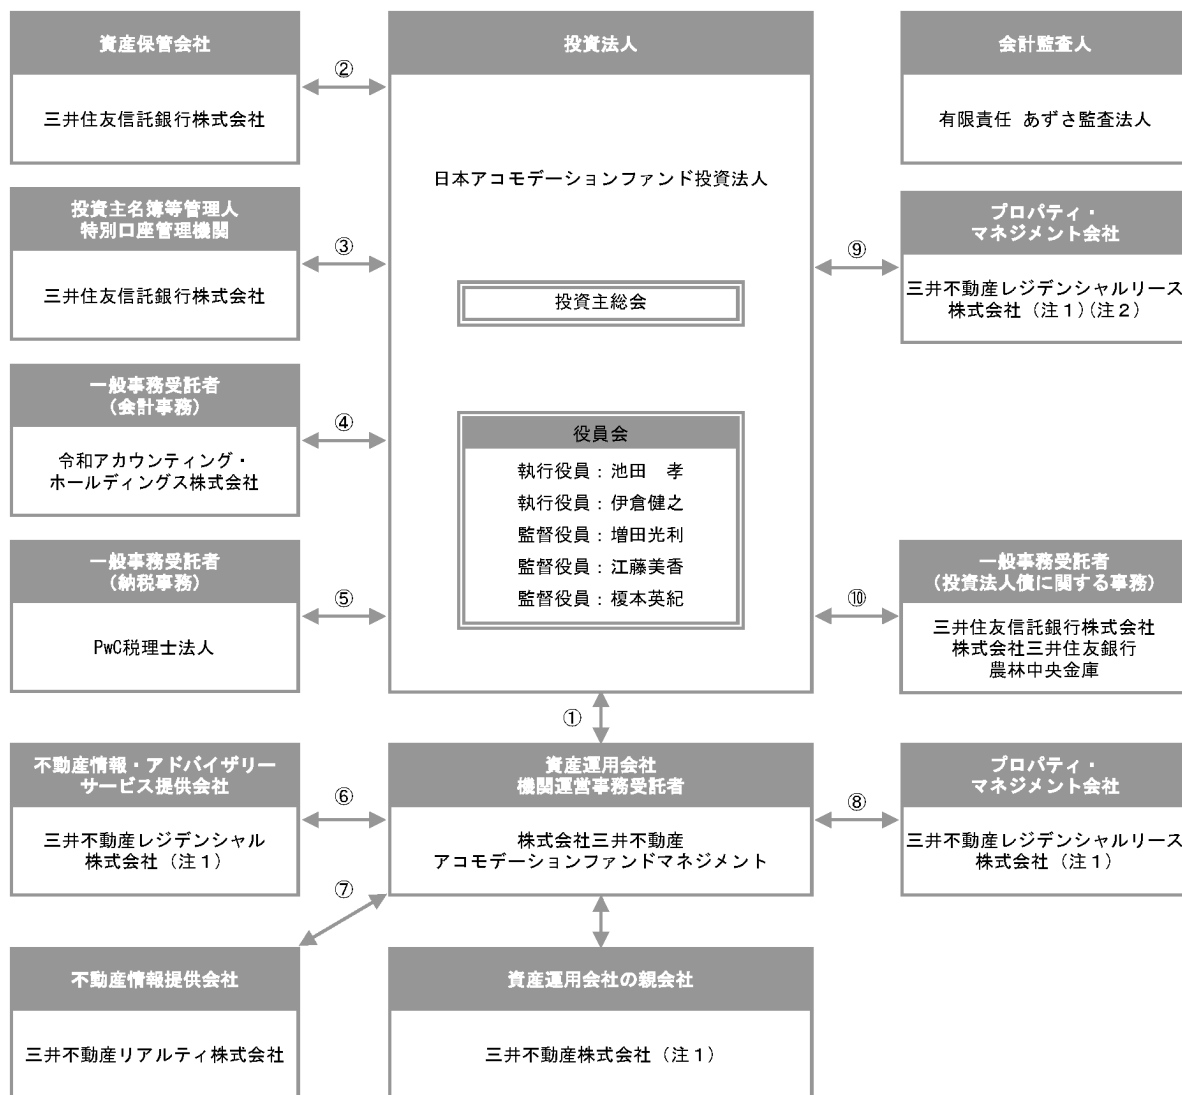 資産保管会社
三井住友信託銀行株式会社
②
投資法人
日本アコモデーションファンド投資法人
会計監査人
有限責任 あずさ監査法人
投資主名簿等管理人
特別口座管理機関
三井住友信託銀行株式会社
③
投資主総会
⑨
プロパティ・
マネジメント会社
三井不動産レジデンシャルリース
株式会社（注１）（注２）
一般事務受託者
（会計事務）
令和アカウンティング・
ホールディングス株式会社
④
役員会
執行役員：池田　孝
執行役員：伊倉健之
監督役員：増田光利
監督役員：江藤美香
監督役員：榎本英紀
一般事務受託者
（納税事務）
PwC税理士法人
⑤
⑩
一般事務受託者
（投資法人債に関する事務）
三井住友信託銀行株式会社
株式会社三井住友銀行
農林中央金庫
①
不動産情報・アドバイザリー
サービス提供会社
三井不動産レジデンシャル
株式会社（注１）
⑥
資産運用会社
機関運営事務受託者
株式会社三井不動産
アコモデーションファンドマネジメント
⑧
プロパティ・
マネジメント会社
三井不動産レジデンシャルリース
株式会社（注１）
⑦
不動産情報提供会社
三井不動産リアルティ株式会社
資産運用会社の親会社
三井不動産株式会社（注１）